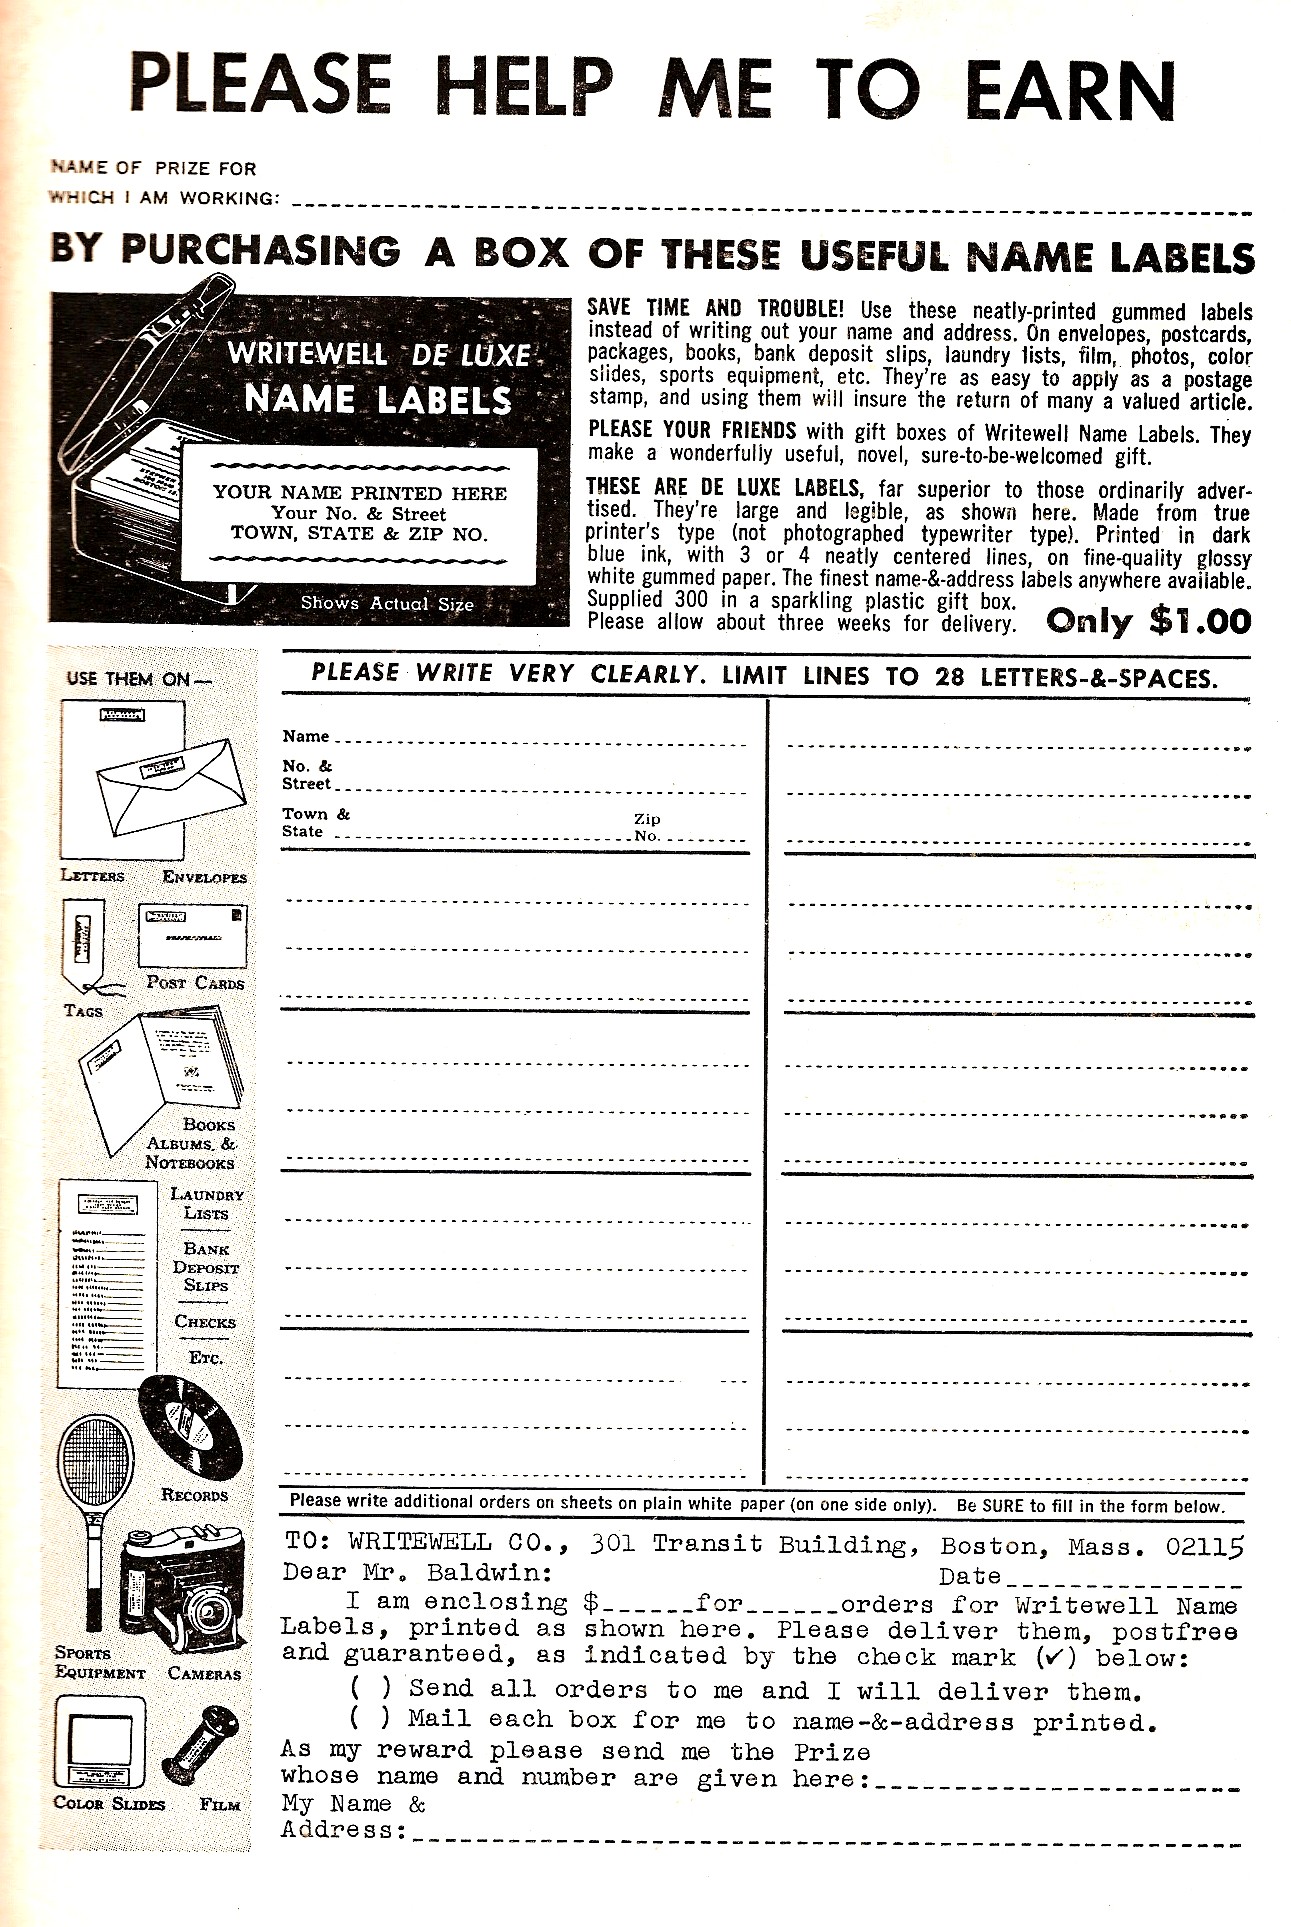 PLEASE HELP ME TO EARN
NAME OF PRIZE FOR
WHICH I AM WORKING:
BY PURCHASING A BOX OF THESE USEFUL NAME LABELS
WRITEWELL DE LUXE
NAME LABELS
YOUR NAME PRINTED HERE
Your No. & Street
TOWN, STATE & ZIP NO.
Shows Actual Size
SAVE TIME AND TROUBLE! Use these neatly-printed gummed labels
instead of writing out your name and address. On envelopes, postcards,
packages, books, bank deposit slips, laundry lists, film, photos, color
slides, sports equipment, etc. They're as easy to apply as a postage
stamp, and using them will insure the return of many a valued article.
PLEASE YOUR FRIENDS with gift boxes of Writewell Name Labels. They
make a wonderfully useful, novel, sure-to-be-welcomed gift.
THESE ARE DE LUXE LABELS, far superior to those ordinarily adver-
tised. They're large and legible, as shown here. Made from true
printer's type (not photographed typewriter type). Printed in dark
blue ink, with 3 or 4 neatly centered lines, on fine-quality glossy
white gummed paper. The finest name-&-address labels anywhere available.
Supplied 300 in a sparkling plastic gift box.
Please allow about three weeks for delivery. Only $1.00
USE THEM ON—
LETTERS ENVELOPES
POST CARDS
TAGS
BOOKS
ALBUMS, &
NOTEBOOKS
LAUNDRY
LISTS
BANK
DEPOSIT
SLIPS
CHECKS
ETC.
RECORDS
SPORTS
EQUIPMENT CAMERAS
COLOR SLIDES FILM
PLEASE WRITE VERY CLEARLY. LIMIT LINES TO 28 LETTERS-&-SPACES.
Name
No. &
Street
Town & Zip
State No.
Please write additional orders on sheets on plain white paper (on one side only). Be SURE to fill in the form below.
TO: WRITEWELL CO., 301 Transit Building, Boston, Mass. 02115
Dear Mr. Baldwin: Date
I am enclosing $______for______orders for Writewell Name
Labels, printed as shown here. Please deliver them, postfree
and guaranteed, as indicated by the check mark (✓) below:
( ) Send all orders to me and I will deliver them.
( ) Mail each box for me to name-&-address printed.
As my reward please send me the Prize
whose name and number are given here:
My Name &
Address: